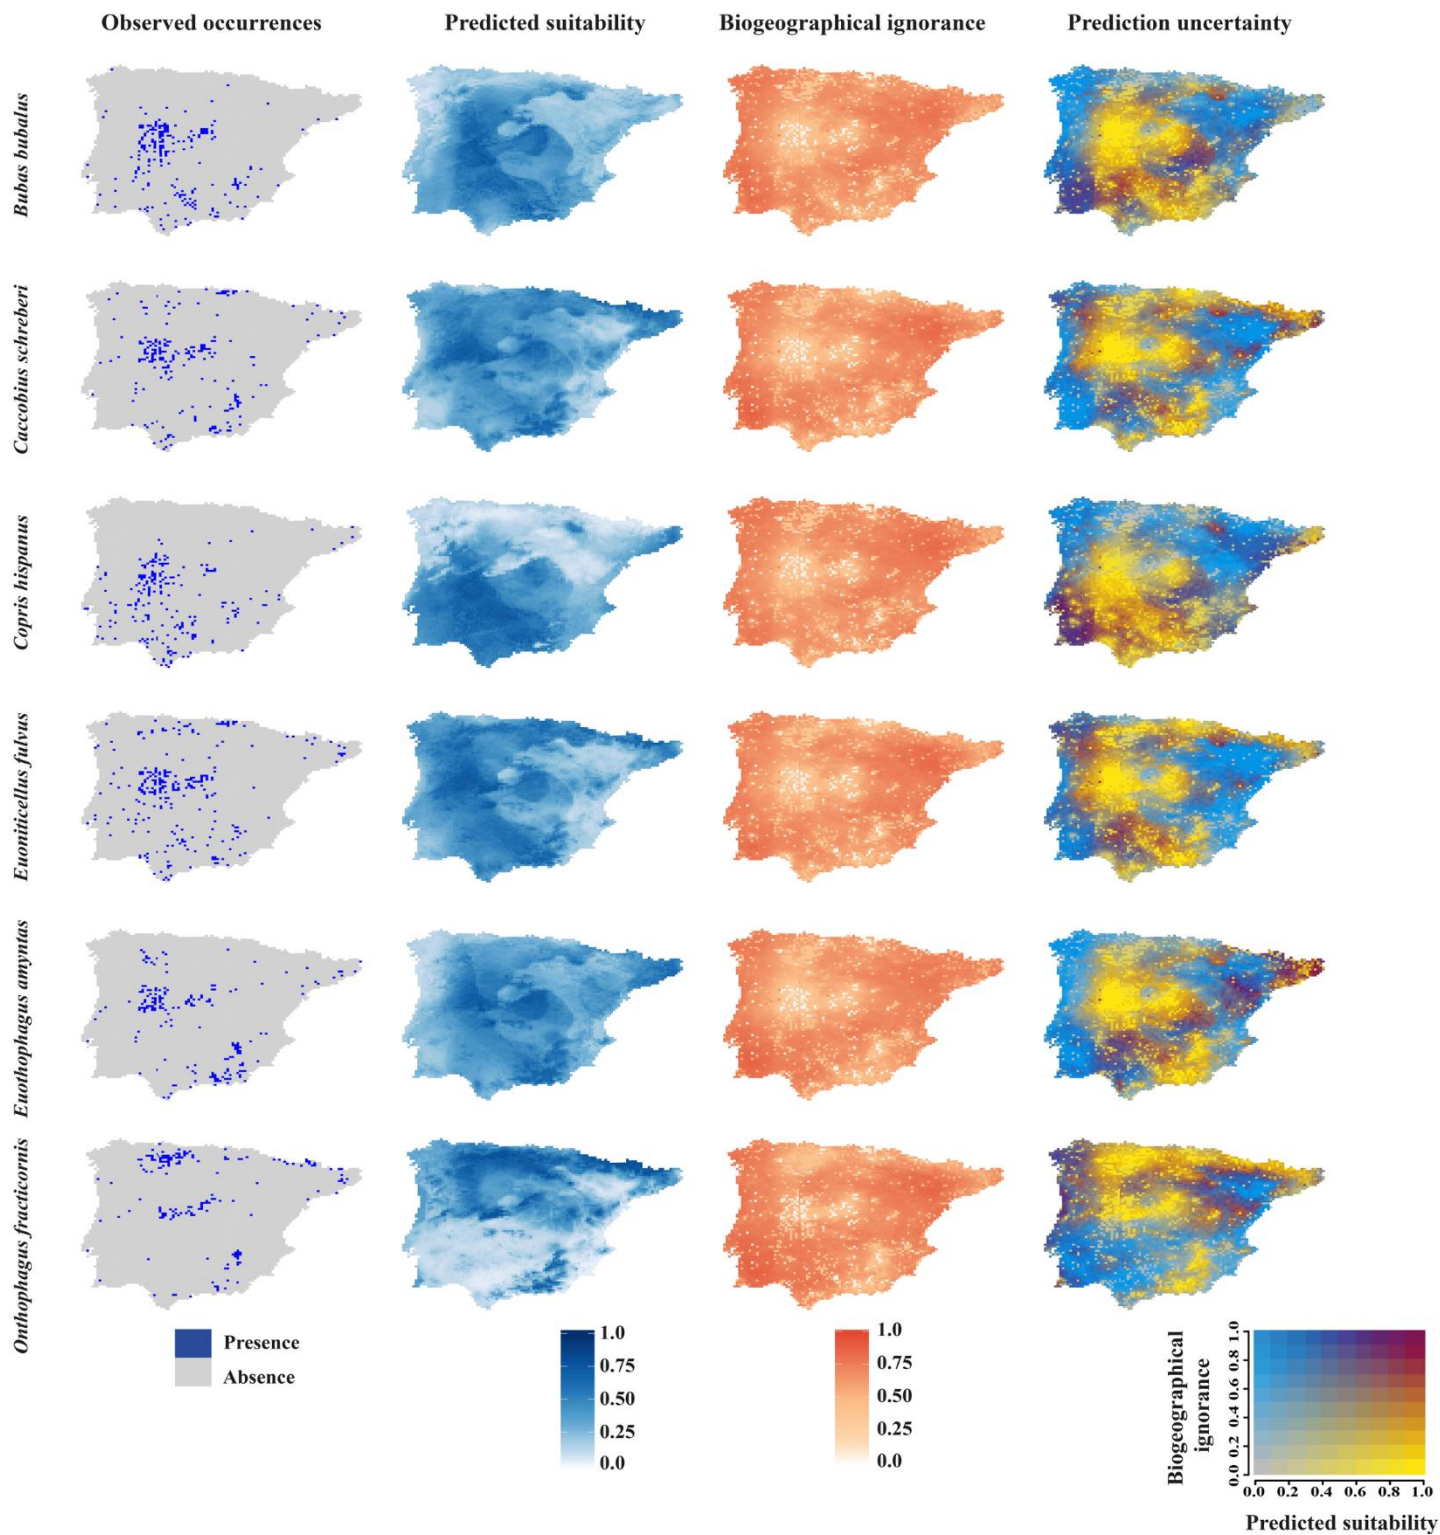 Observed occurrences
Predicted suitability
Biogeographical ignorance
Prediction uncertainty
Bubas bubalus
Caccobius schreberi
Copris hispanus
Euoniticellus fulvus
Euothophagus amyntas
Onthophagus fracticornis
Presence
Absence
1.0
0.75
0.50
0.25
0.0
1.0
0.75
0.50
0.25
0.0
Biogeographical
ignorance
1.0
0.8
0.6
0.4
0.2
0.0
0.0 0.2 0.4 0.6 0.8 1.0
Predicted suitability